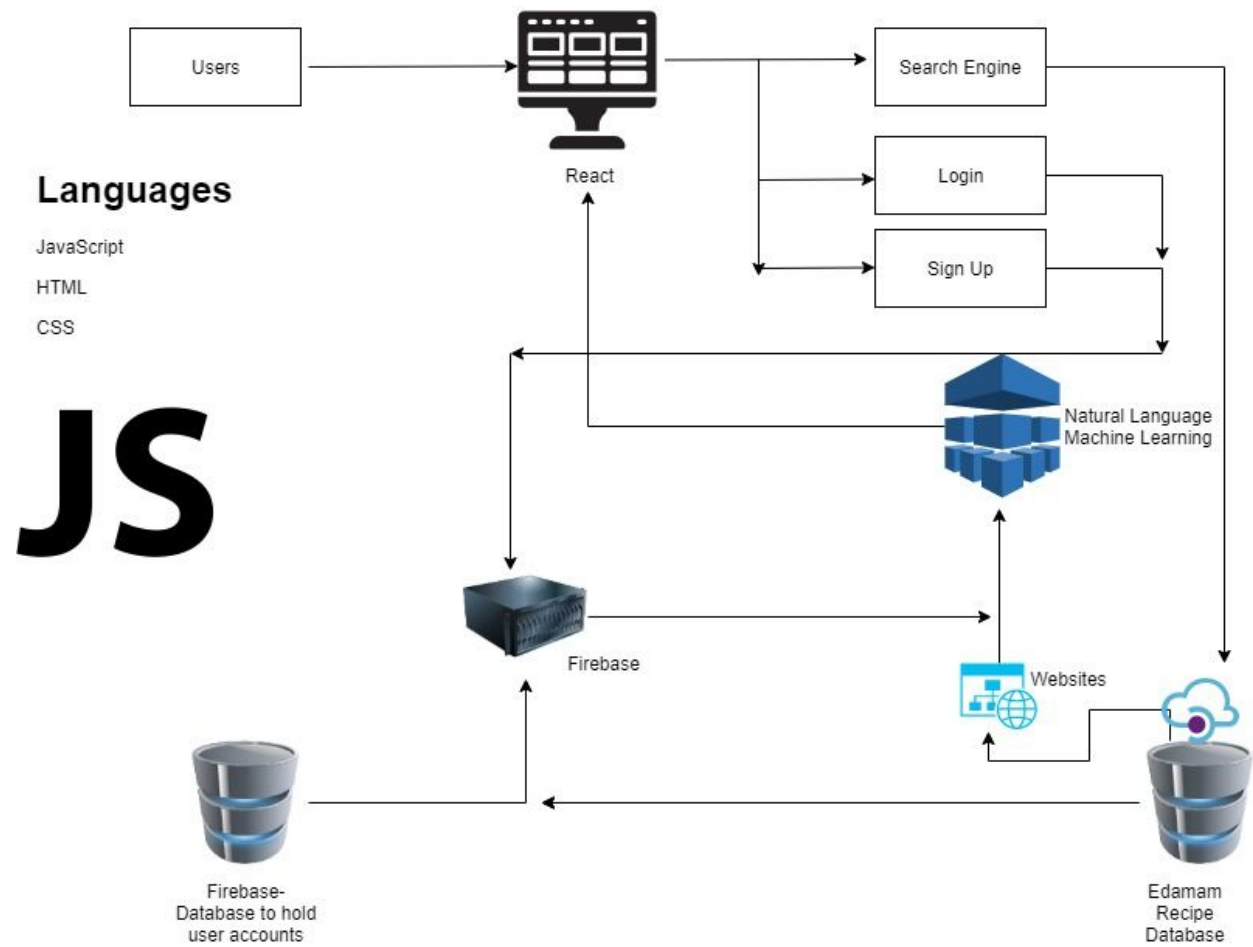 Users
Search Engine
React
Login
Languages
Sign Up
JavaScript
HTML
CSS
JS
Natural Language
Machine Learning
Firebase
Websites
Firebase-
Database to hold
user accounts
Edamam
Recipe
Database